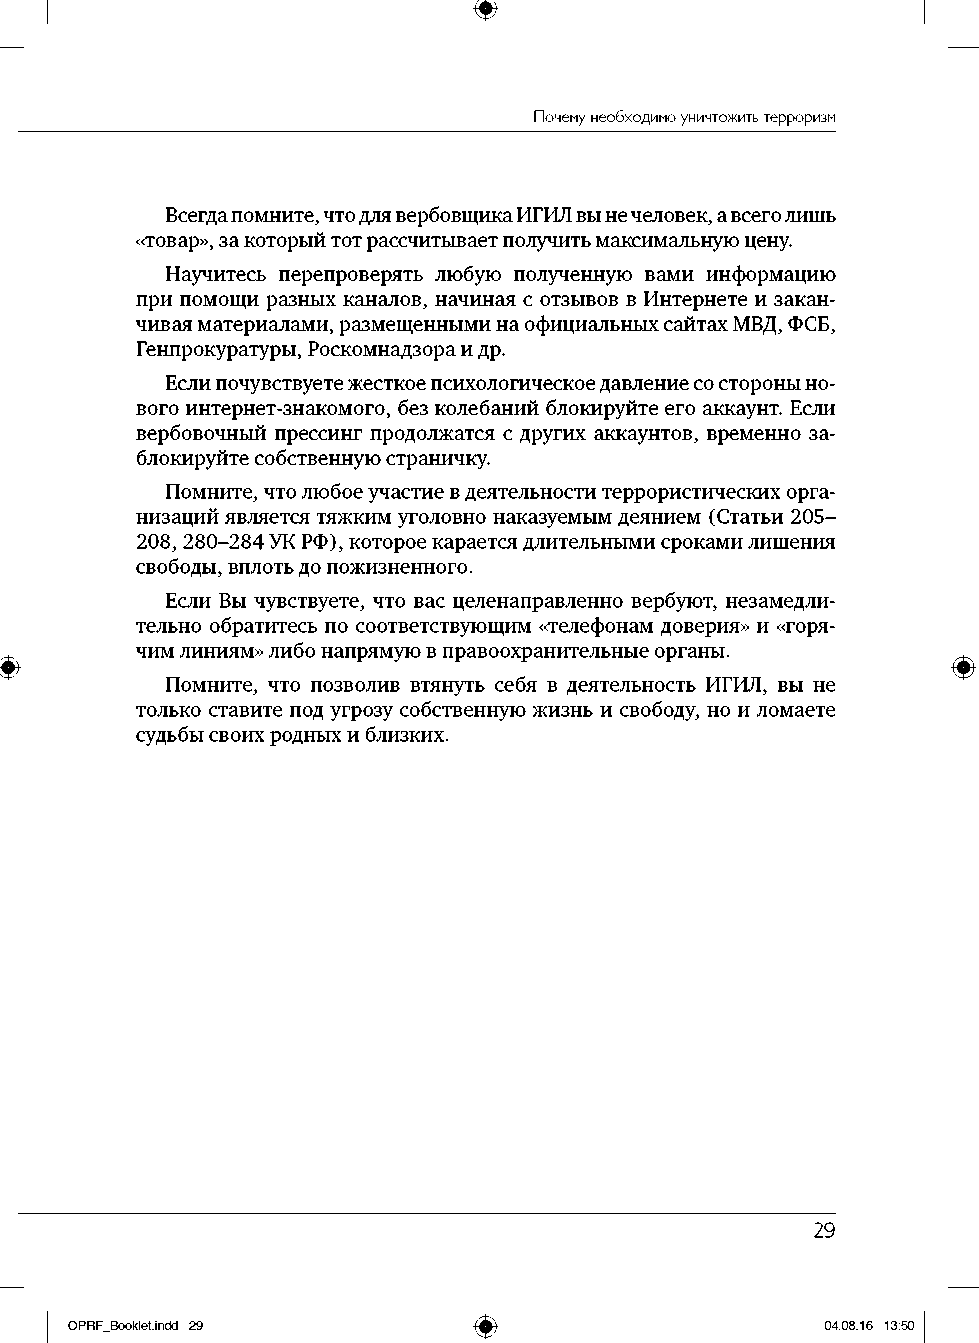 Почему необходимо уничтожить терроризм
Всегда помните, что для вербовщика ИГИЛ вы не человек, а всего лишь
«товар», за который тот рассчитывает получить максимальную цену.
Научитесь перепроверять любую полученную вами информацию
при помощи разных каналов, начиная с отзывов в Интернете и закан-
чивая материалами, размещенными на официальных сайтах МВД, ФСБ,
Генпрокуратуры, Роскомнадзора и др.
Если почувствуете жесткое психологическое давление со стороны но-
вого интернет-знакомого, без колебаний блокируйте его аккаунт. Если
вербовочный прессинг продолжатся с других аккаунтов, временно за-
блокируйте собственную страничку.
Помните, что любое участие в деятельности террористических орга-
низаций является тяжким уголовно наказуемым деянием (Статьи 205–
208, 280–284 УК РФ), которое карается длительными сроками лишения
свободы, вплоть до пожизненного.
Если Вы чувствуете, что вас целенаправленно вербуют, незамедли-
тельно обратитесь по соответствующим «телефонам доверия» и «горя-
чим линиям» либо напрямую в правоохранительные органы.
Помните, что позволив втянуть себя в деятельность ИГИЛ, вы не
только ставите под угрозу собственную жизнь и свободу, но и ломаете
судьбы своих родных и близких.
29
OPRF_Booklet.indd 29
04.08.16 13:50